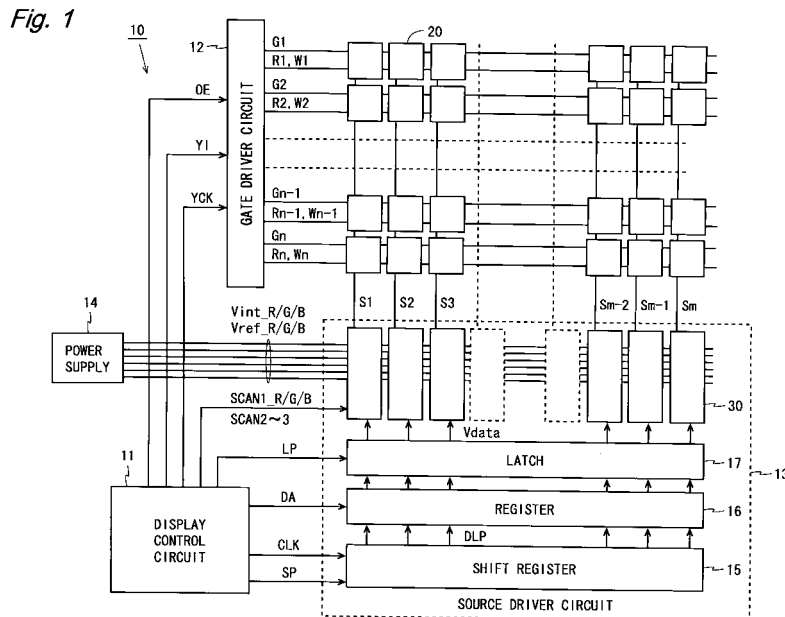 Fig. 1
10
12
20
G1
R1, W1
OE
G2
R2, W2
GATE DRIVER CIRCUIT
YI
YCK
Gn-1
Rn-1, Wn-1
Gn
Rn, Wn
S1
S2
S3
Sm-2
Sm-1
Sm
14
Vint_R/G/B
Vref_R/G/B
POWER
SUPPLY
SCAN1_R/G/B
SCAN2~3
30
Vdata
11
LP
LATCH
17
13
DA
REGISTER
16
DISPLAY
CONTROL
CIRCUIT
DLP
CLK
SHIFT REGISTER
15
SP
SOURCE DRIVER CIRCUIT